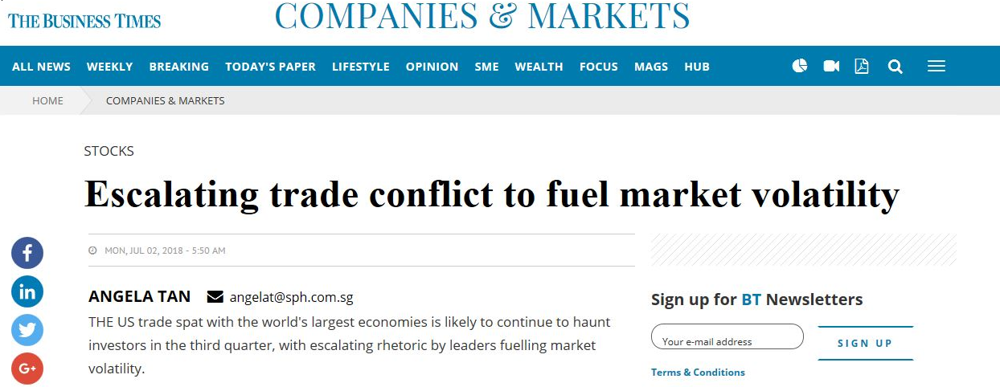 THE BUSINESS TIMES
COMPANIES & MARKETS
ALL NEWS WEEKLY BREAKING TODAY'S PAPER LIFESTYLE OPINION SME WEALTH FOCUS MAGS HUB
HOME COMPANIES & MARKETS
STOCKS
Escalating trade conflict to fuel market volatility
MON, JUL 02, 2018 - 5:50 AM
ANGELA TAN angelat@sph.com.sg
THE US trade spat with the world's largest economies is likely to continue to haunt
investors in the third quarter, with escalating rhetoric by leaders fuelling market
volatility.
f
in
G+
Sign up for BT Newsletters
Your e-mail address
SIGN UP
Terms & Conditions